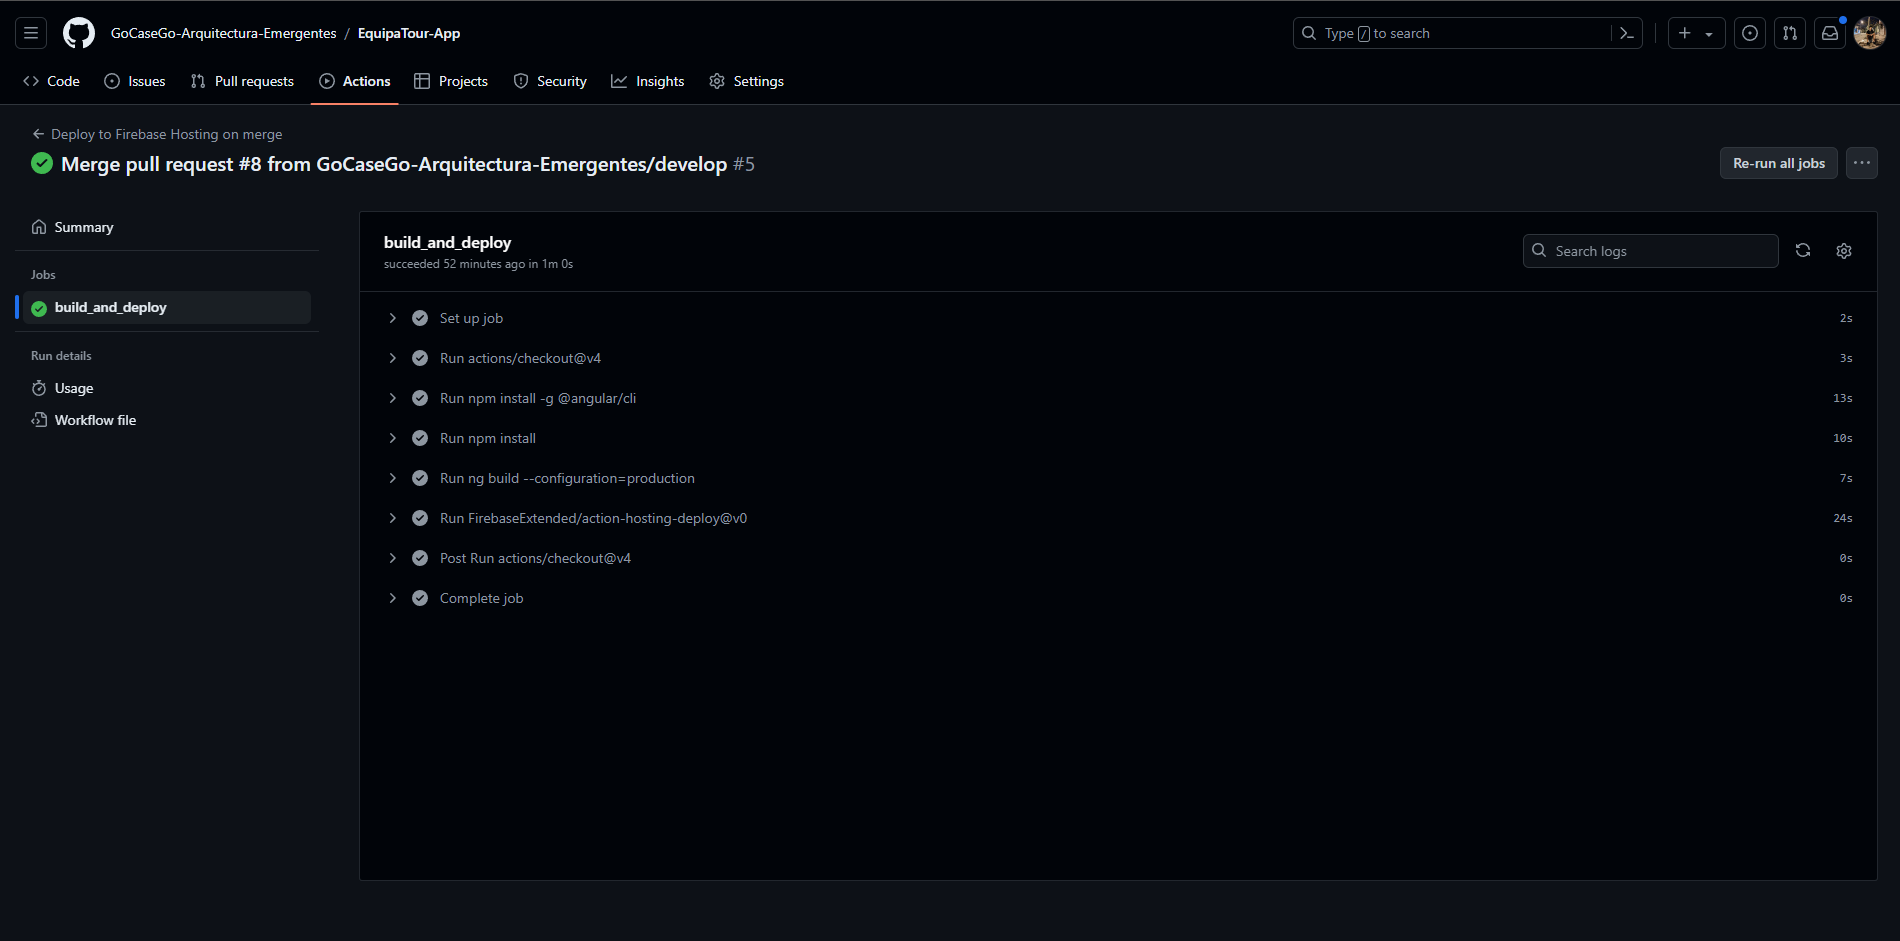 GoCaseGo-Arquitectura-Emergentes / EquipaTour-App
Type / to search
Code Issues Pull requests Actions Projects Security Insights Settings
Deploy to Firebase Hosting on merge
Merge pull request #8 from GoCaseGo-Arquitectura-Emergentes/develop #5
Re-run all jobs
Summary
Jobs
build_and_deploy
Run details
Usage
Workflow file
build_and_deploy
succeeded 52 minutes ago in 1m 0s
Search logs
Set up job 2s
Run actions/checkout@v4 3s
Run npm install -g @angular/cli 13s
Run npm install 10s
Run ng build --configuration=production 7s
Run FirebaseExtended/action-hosting-deploy@v0 24s
Post Run actions/checkout@v4 0s
Complete job 0s